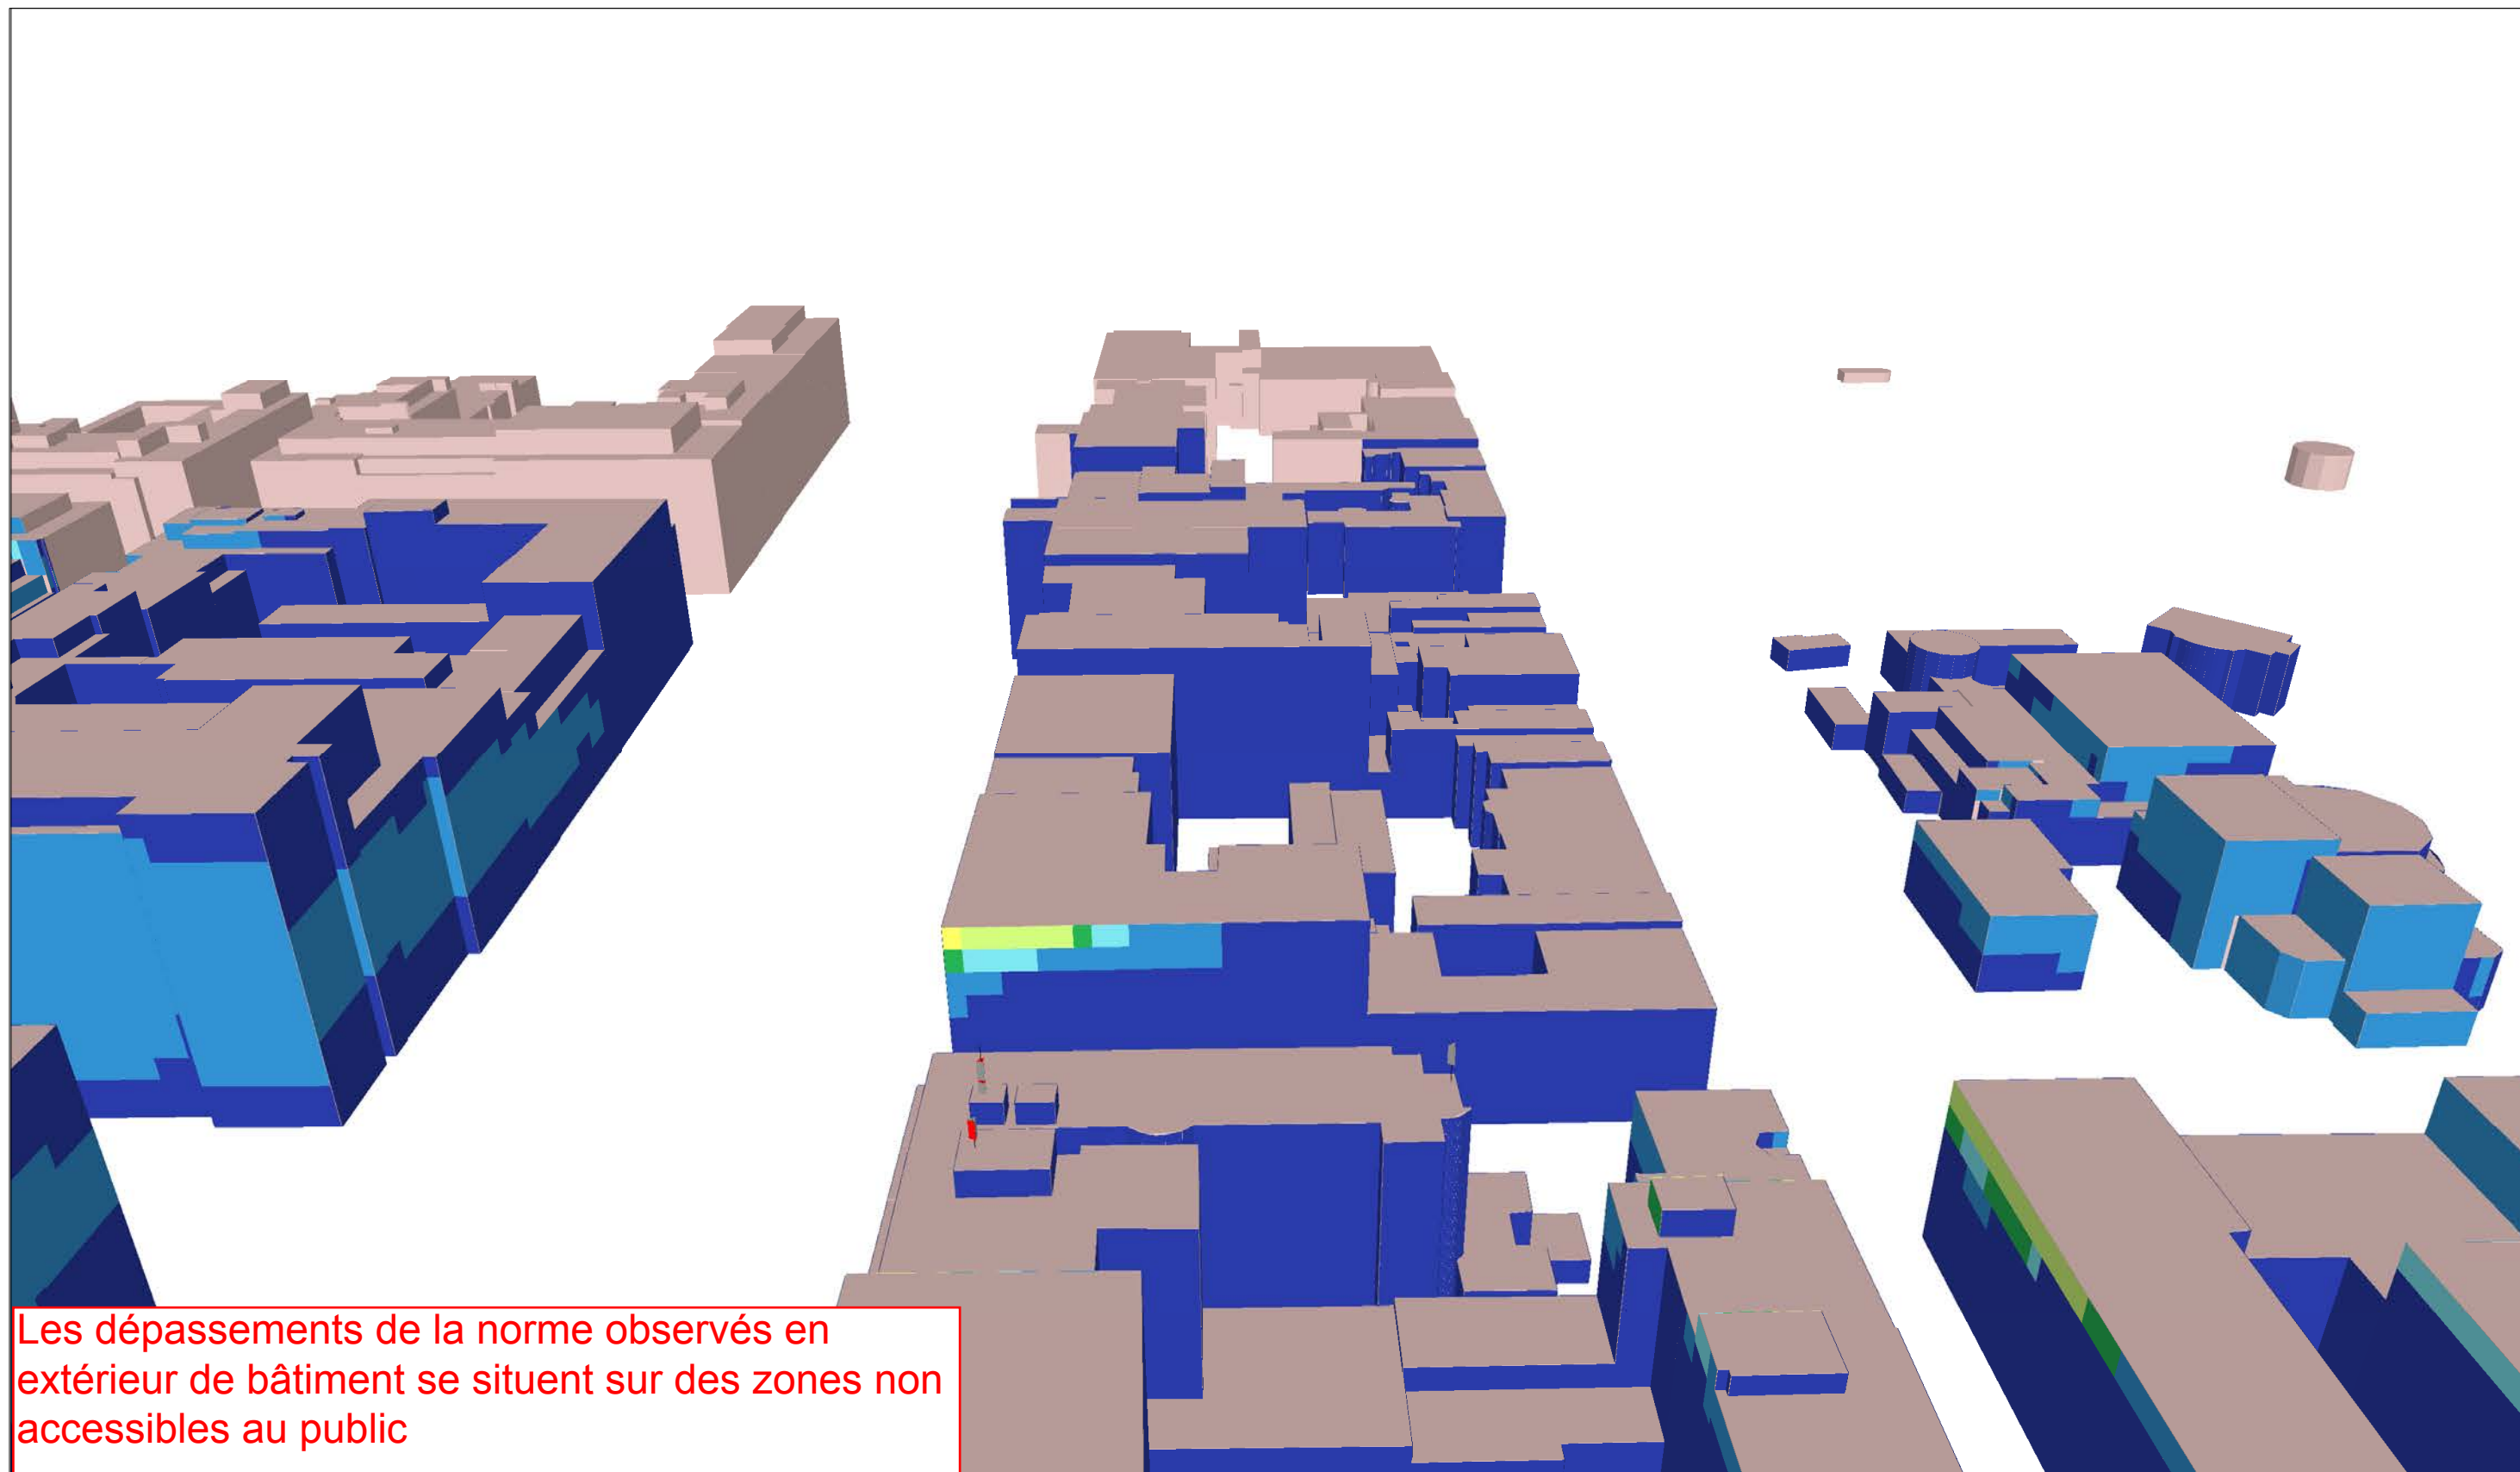 Les dépassements de la norme observés en
extérieur de bâtiment se situent sur des zones non
accessibles au public